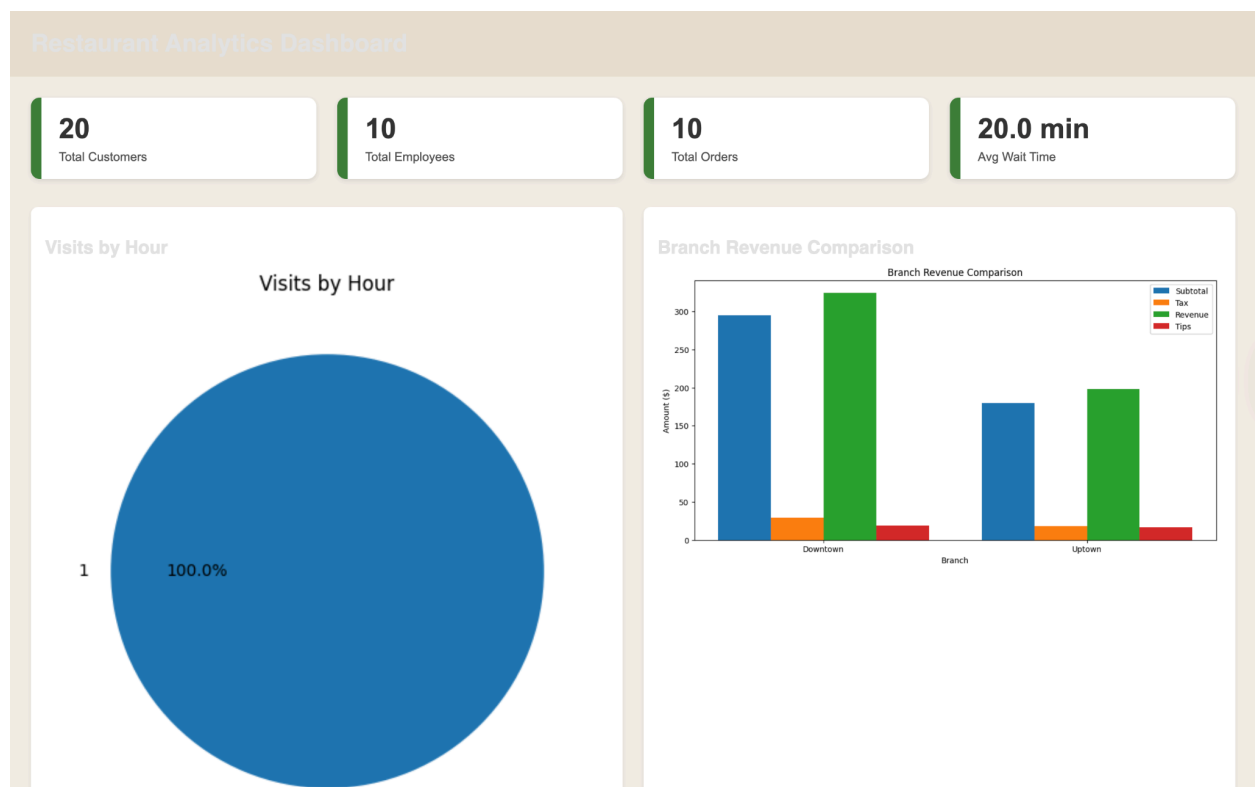 Restaurant Analytics Dashboard
20
Total Customers
10
Total Employees
10
Total Orders
20.0 min
Avg Wait Time
Visits by Hour
Visits by Hour
1
100.0%
Branch Revenue Comparison
Branch Revenue Comparison
Subtotal
Tax
Revenue
Tips
Amount ($)
300
250
200
150
100
50
0
Downtown
Uptown
Branch